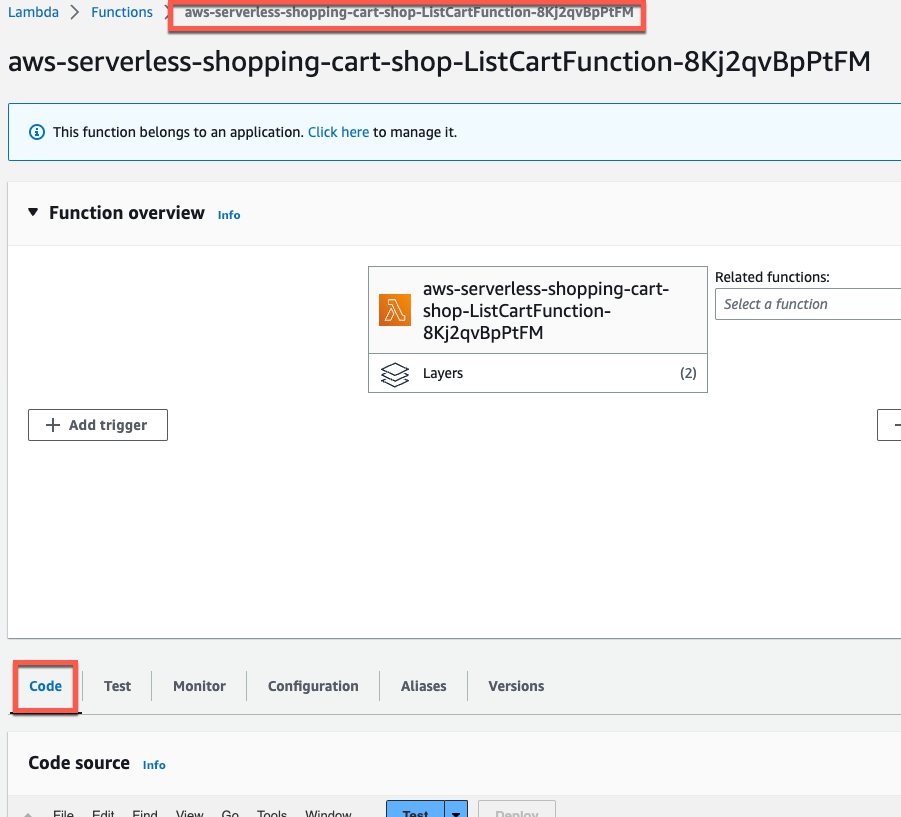 Lambda > Functions > aws-serverless-shopping-cart-shop-ListCartFunction-8Kj2qvBpPtFM
aws-serverless-shopping-cart-shop-ListCartFunction-8Kj2qvBpPtFM
This function belongs to an application. Click here to manage it.
Function overview Info
aws-serverless-shopping-cart-
shop-ListCartFunction-
8Kj2qvBpPtFM
Related functions:
Select a function
Layers (2)
Add trigger
Code Test Monitor Configuration Aliases Versions
Code source Info
File Edit Find View Go Tools Window Test Deploy